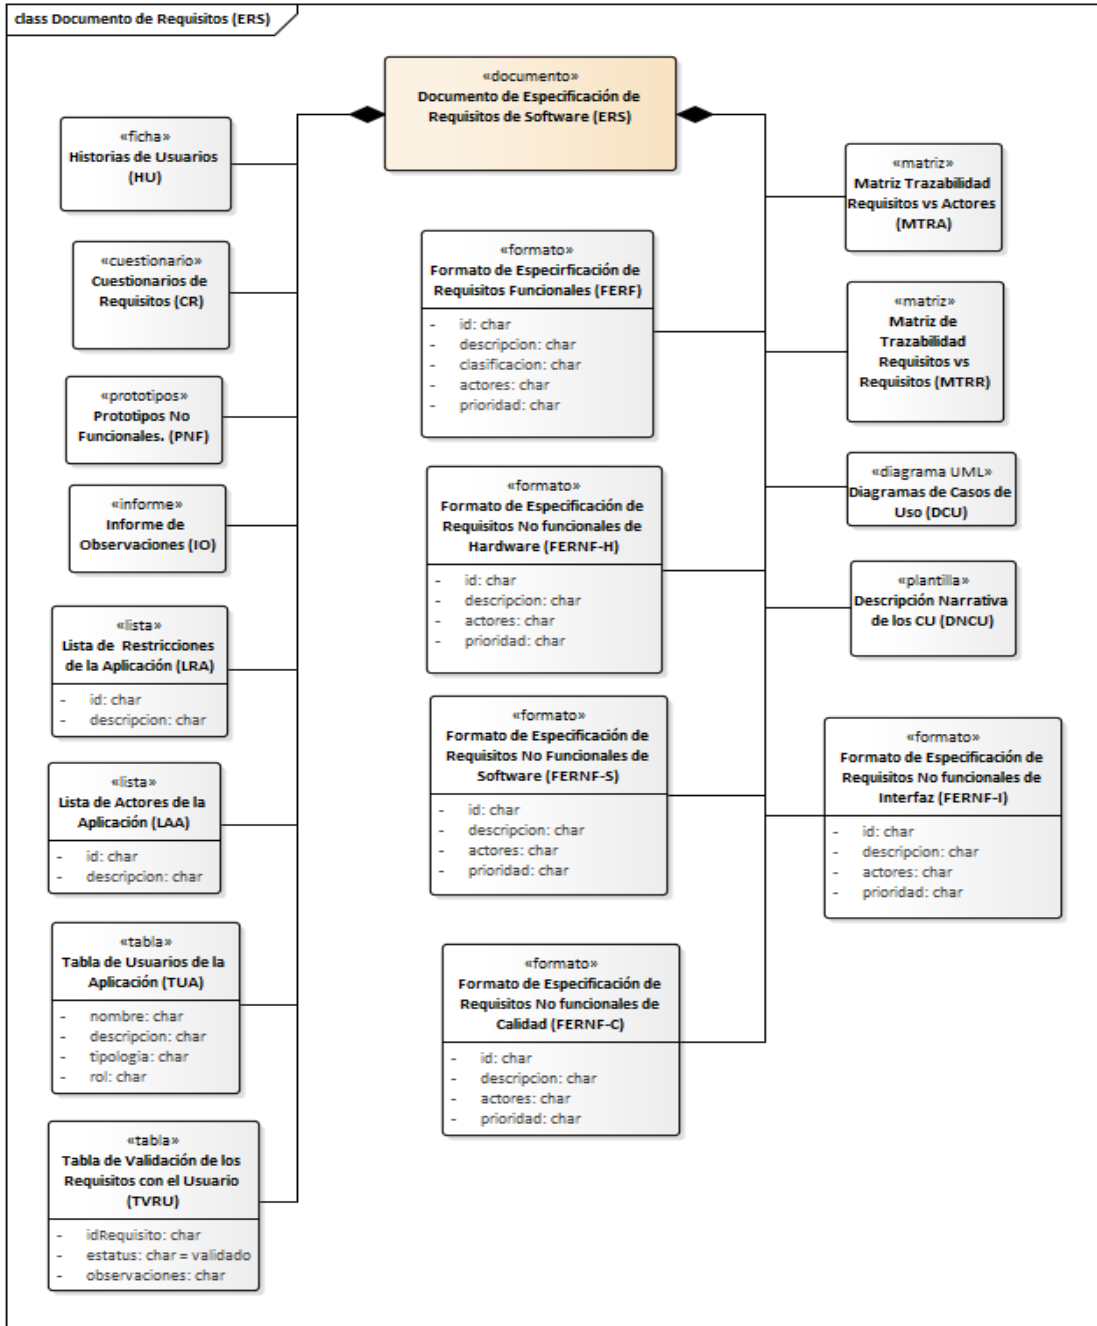 class Documento de Requisitos (ERS)
«documento»
Documento de Especificación de
Requisitos de Software (ERS)
«ficha»
Historias de Usuarios
(HU)
«cuestionario»
Cuestionarios de
Requisitos (CR)
«prototipos»
Prototipos No
Funcionales. (PNF)
«informe»
Informe de
Observaciones (IO)
«lista»
Lista de Restricciones
de la Aplicación (LRA)
- id: char
- descripcion: char
«lista»
Lista de Actores de la
Aplicación (LAA)
- id: char
- descripcion: char
«tabla»
Tabla de Usuarios de la
Aplicación (TUA)
- nombre: char
- descripcion: char
- tipologia: char
- rol: char
«tabla»
Tabla de Validación de los
Requisitos con el Usuario
(TVRU)
- idRequisito: char
- estatus: char = validado
- observaciones: char
«formato»
Formato de Especirficación de
Requisitos Funcionales (FERF)
- id: char
- descripcion: char
- clasificacion: char
- actores: char
- prioridad: char
«formato»
Formato de Especificación de
Requisitos No funcionales de
Hardware (FERNF-H)
- id: char
- descripcion: char
- actores: char
- prioridad: char
«formato»
Formato de Especificación de
Requisitos No Funcionales de
Software (FERNF-S)
- id: char
- descripcion: char
- actores: char
- prioridad: char
«formato»
Formato de Especificación de
Requisitos No funcionales de
Calidad (FERNF-C)
- id: char
- descripcion: char
- actores: char
- prioridad: char
«matriz»
Matriz Trazabilidad
Requisitos vs Actores
(MTRA)
«matriz»
Matriz de
Trazabilidad
Requisitos vs
Requisitos (MTRR)
«diagrama UML»
Diagramas de Casos de
Uso (DCU)
«plantilla»
Descripción Narrativa
de los CU (DNCU)
«formato»
Formato de Especificación de
Requisitos No funcionales de
Interfaz (FERNF-I)
- id: char
- descripcion: char
- actores: char
- prioridad: char